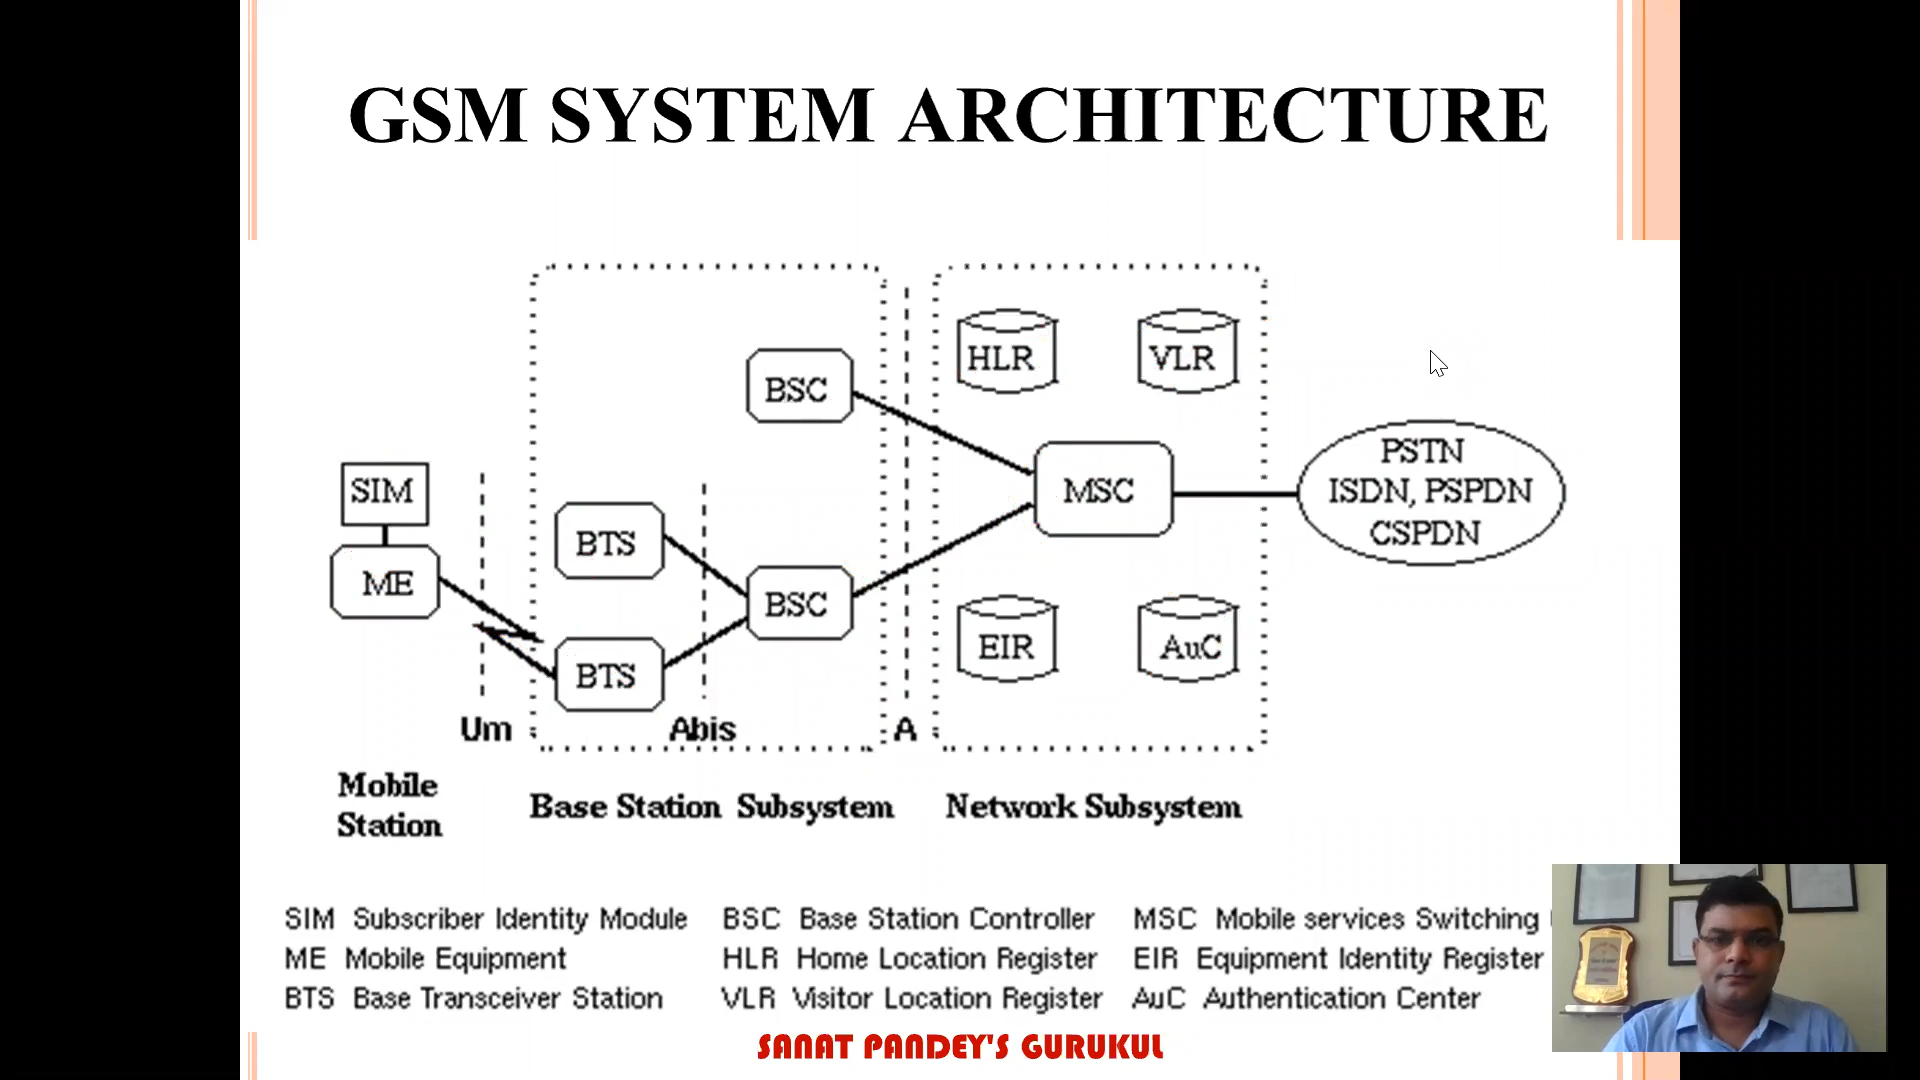 GSM SYSTEM ARCHITECTURE
HLR
VLR
BSC
PSTN
ISDN, PSPDN
CSPDN
MSC
SIM
BTS
ME
BSC
EIR
AuC
BTS
Um
Abis
A
Mobile
Station
Base Station Subsystem
Network Subsystem
SIM Subscriber Identity Module
BSC Base Station Controller
MSC Mobile services Switching
ME Mobile Equipment
HLR Home Location Register
EIR Equipment Identity Register
BTS Base Transceiver Station
VLR Visitor Location Register
AuC Authentication Center
SANAT PANDEY'S GURUKUL